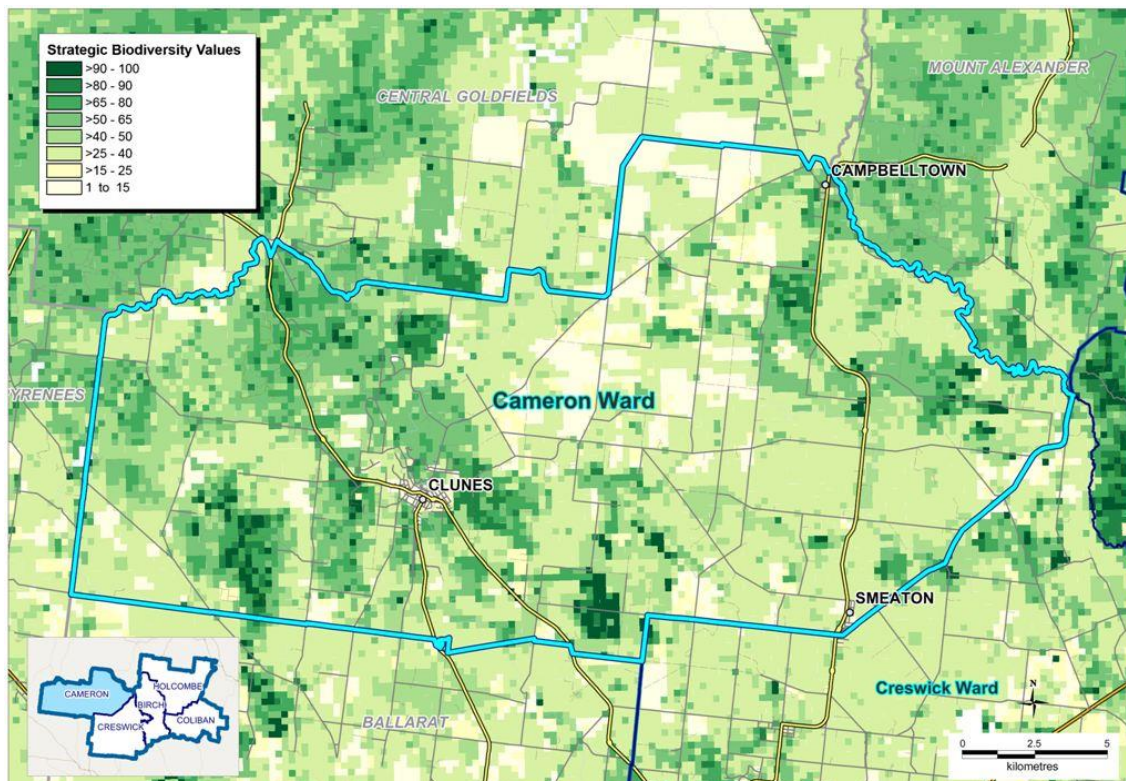 Strategic Biodiversity Values
>90 - 100
>80 - 90
>65 - 80
>50 - 65
>40 - 50
>25 - 40
>15 - 25
1 to 15
CENTRAL GOLDFIELDS
MOUNT ALEXANDER
CAMPBELLTOWN
YRENEES
Cameron Ward
CLUNES
SMEATON
Creswick Ward
BALLARAT
CAMERON
HOLCOMBE
BIRCH
CRESWICK
COLIBAN
N
0 2.5 5
kilometres